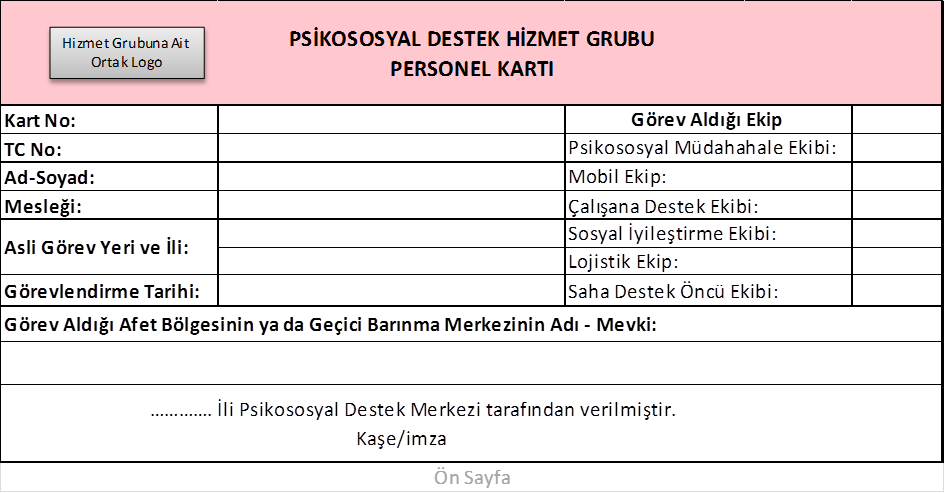 Hizmet Grubuna Ait
Ortak Logo
PSİKOSOSYAL DESTEK HİZMET GRUBU
PERSONEL KARTI
Kart No:
Görev Aldığı Ekip
TC No:
Psikososyal Müdahahale Ekibi:
Ad-Soyad:
Mobil Ekip:
Mesleği:
Çalışana Destek Ekibi:
Asli Görev Yeri ve İli:
Sosyal İyileştirme Ekibi:
Lojistik Ekip:
Görevlendirme Tarihi:
Saha Destek Öncü Ekibi:
Görev Aldığı Afet Bölgesinin ya da Geçici Barınma Merkezinin Adı - Mevki:
............. İli Psikososyal Destek Merkezi tarafından verilmiştir.
Kaşe/imza
Ön Sayfa